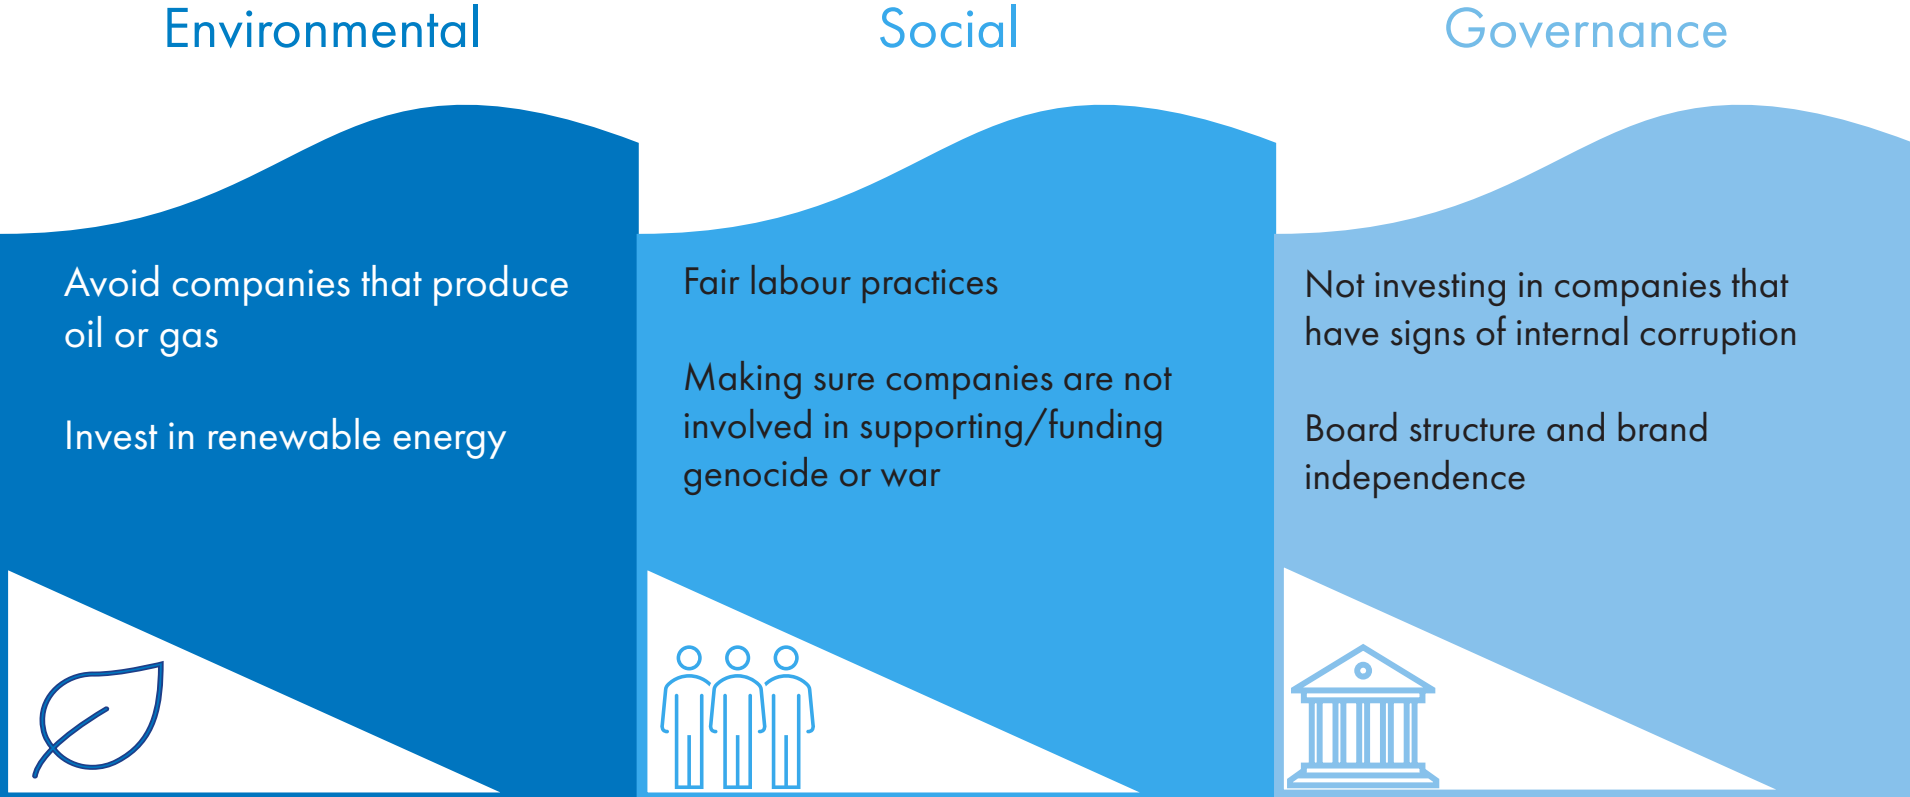 Environmental
Avoid companies that produce
oil or gas
Invest in renewable energy
Social
Fair labour practices
Making sure companies are not
involved in supporting/funding
genocide or war
Governance
Not investing in companies that
have signs of internal corruption
Board structure and brand
independence